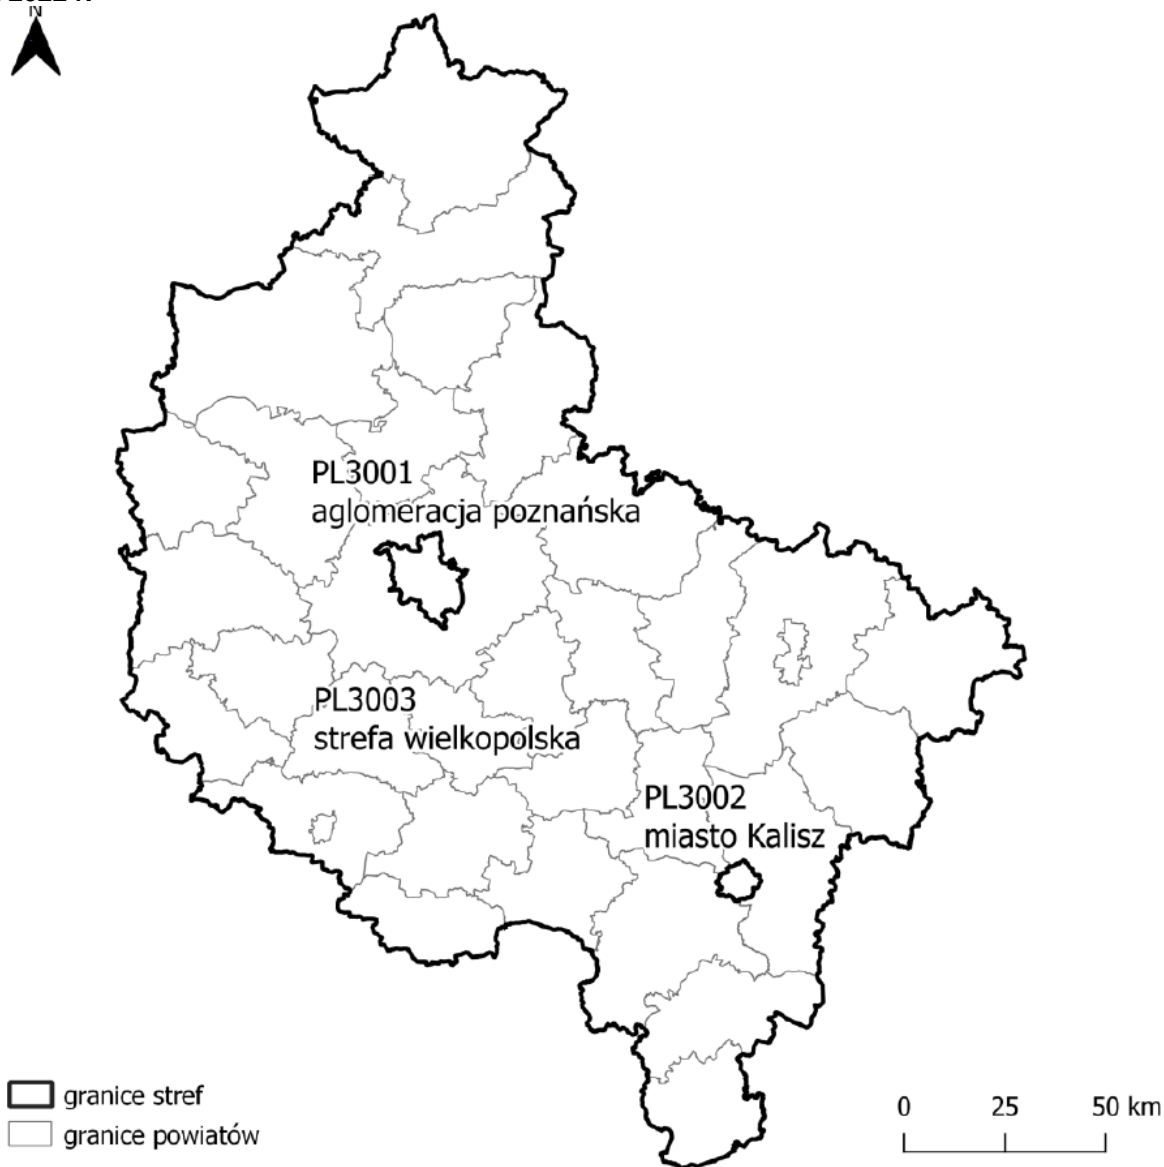 N
PL3001
aglomeracja poznańska
PL3003
strefa wielkopolska
PL3002
miasto Kalisz
granice stref
granice powiatów
0 25 50 km